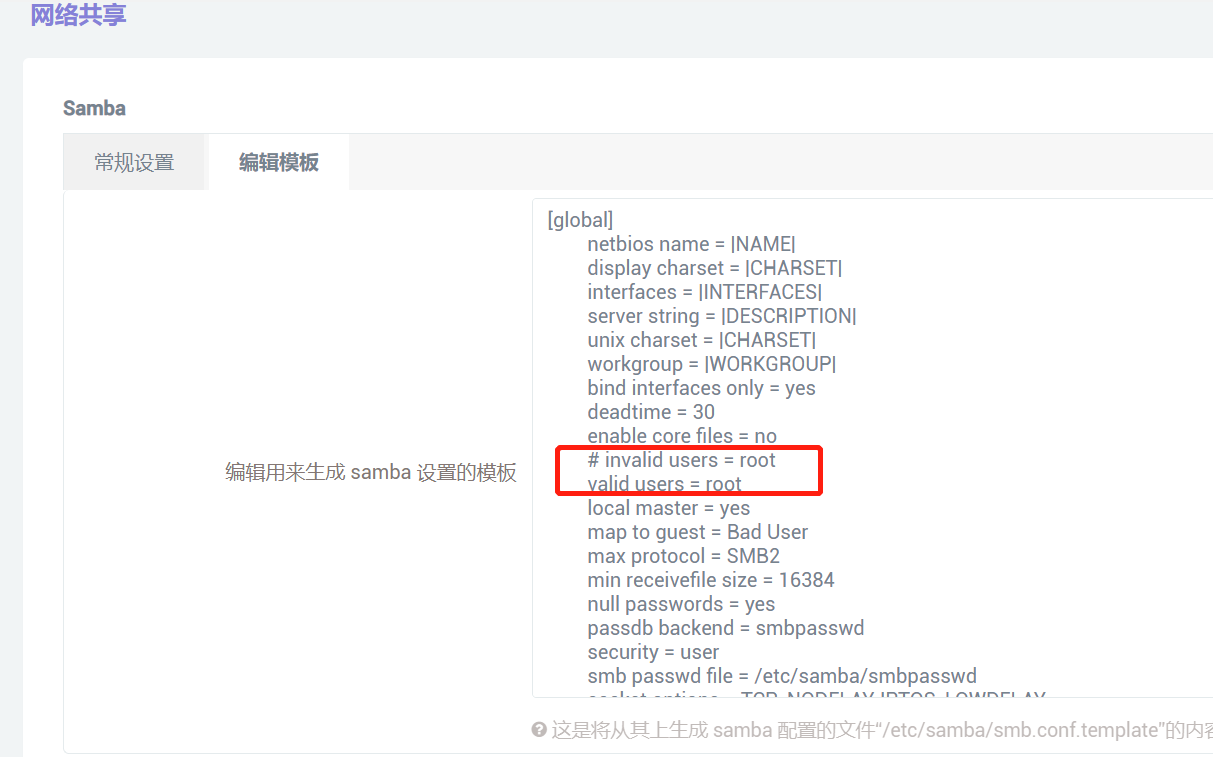 网络共享
Samba
常规设置
编辑模板
[global]
netbios name = |NAME|
display charset = |CHARSET|
interfaces = |INTERFACES|
server string = |DESCRIPTION|
unix charset = |CHARSET|
workgroup = |WORKGROUP|
bind interfaces only = yes
deadtime = 30
enable core files = no
# invalid users = root
valid users = root
local master = yes
map to guest = Bad User
max protocol = SMB2
min receivefile size = 16384
null passwords = yes
passdb backend = smbpasswd
security = user
smb passwd file = /etc/samba/smbpasswd
socket options = TCP_NODELAY IPTOS_LOWDELAY
编辑用来生成 samba 设置的模板
这是将从其上生成 samba 配置的文件“/etc/samba/smb.conf.template”的内容